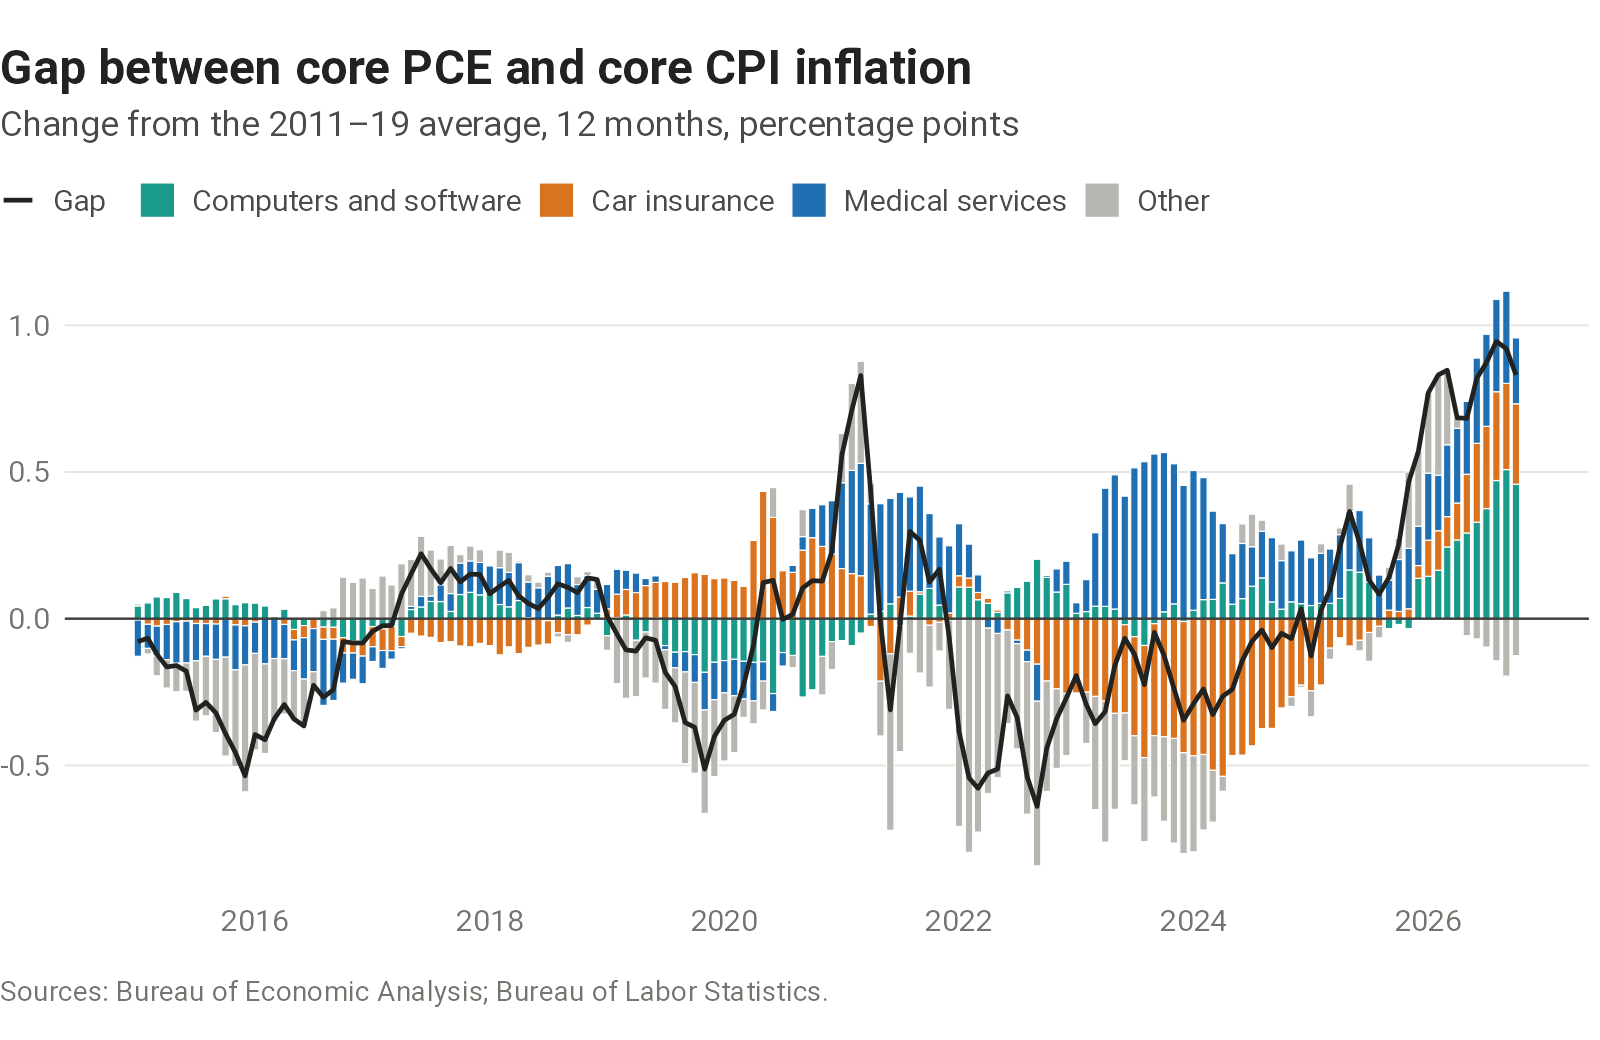 Gap between core PCE and core CPI inflation
Change from the 2011–19 average, 12 months, percentage points
Gap Computers and software Car insurance Medical services Other
1.0
0.5
0.0
-0.5
2016 2018 2020 2022 2024 2026
Sources: Bureau of Economic Analysis; Bureau of Labor Statistics.